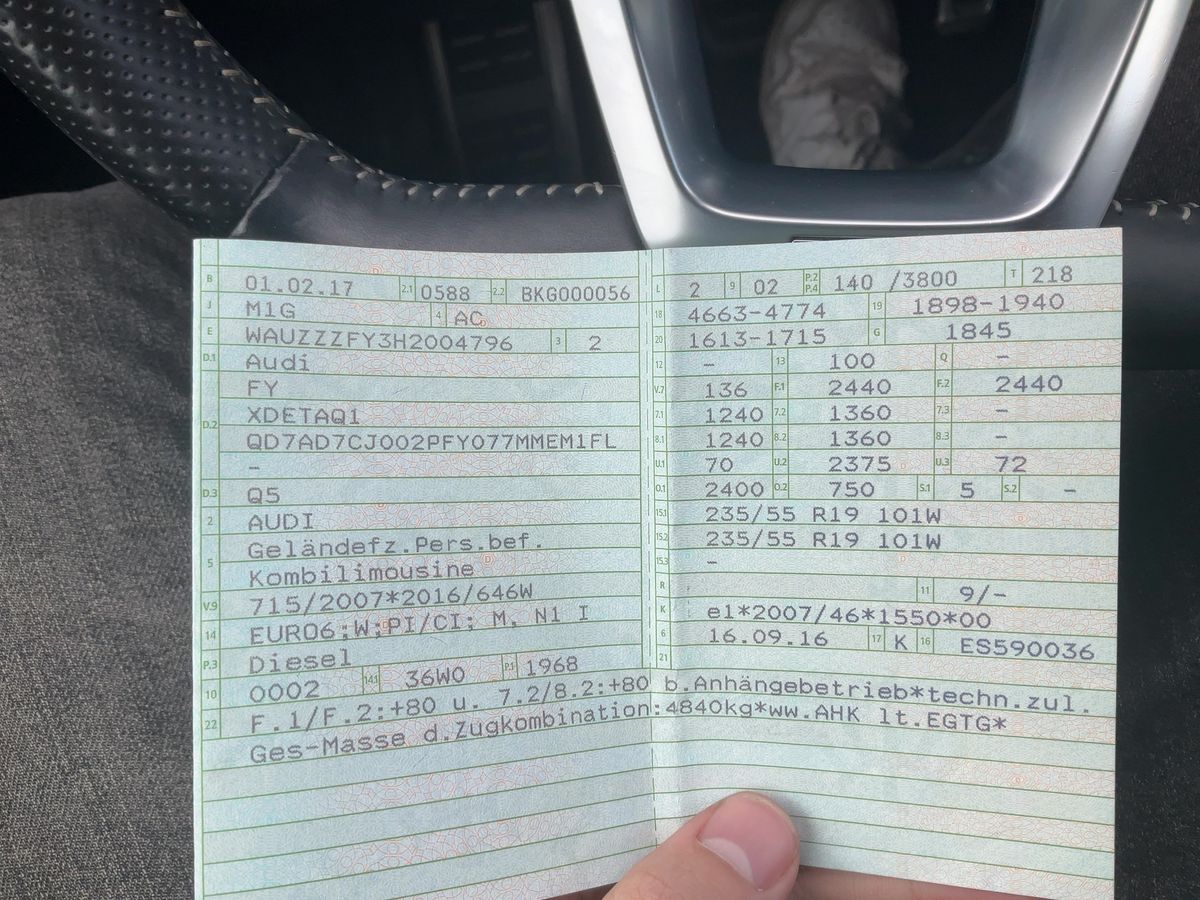 B 01.02.17 2.1 0588 2.2 BKG000056
J M1G 4 AC
E WAUZZZFY3H2004796 3 2
D.1 Audi
FY
D.2 XDETAQ1
QD7AD7CJ002PFY077MMEM1FL
–
D.3 Q5
2 AUDI
Geländefz.Pers.bef.
5 Kombilimousine
V.9 715/2007*2016/646W
14 EURO6;W;PI/CI; M, N1 I
P.3 Diesel
10 0002 14.1 36W0 P.1 1968
L 2 9 02 P.2 P.4 140 /3800 T 218
18 4663-4774 19 1898-1940
20 1613-1715 G 1845
12 – 13 100 Q –
V.7 136 F.1 2440 F.2 2440
7.1 1240 7.2 1360 7.3 –
8.1 1240 8.2 1360 8.3 –
U.1 70 U.2 2375 U.3 72
O.1 2400 O.2 750 S.1 5 S.2 –
15.1 235/55 R19 101W
15.2 235/55 R19 101W
15.3 –
R 11 9/-
K e1*2007/46*1550*00
6 16.09.16 17 K 16 ES590036
21
22 F.1/F.2:+80 u. 7.2/8.2:+80 b.Anhängebetrieb*techn.zul.
Ges-Masse d.Zugkombination:4840kg*ww.AHK lt.EGTG*